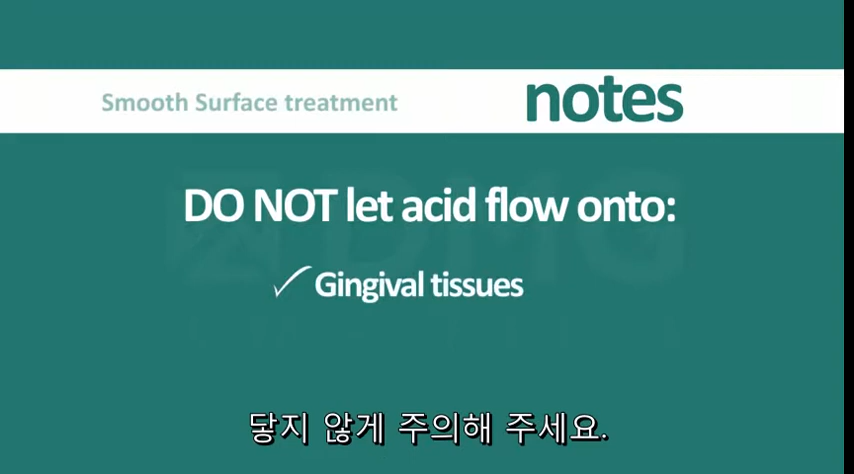 Smooth Surface treatment
notes
DO NOT let acid flow onto:
✓ Gingival tissues
닿지 않게 주의해 주세요.